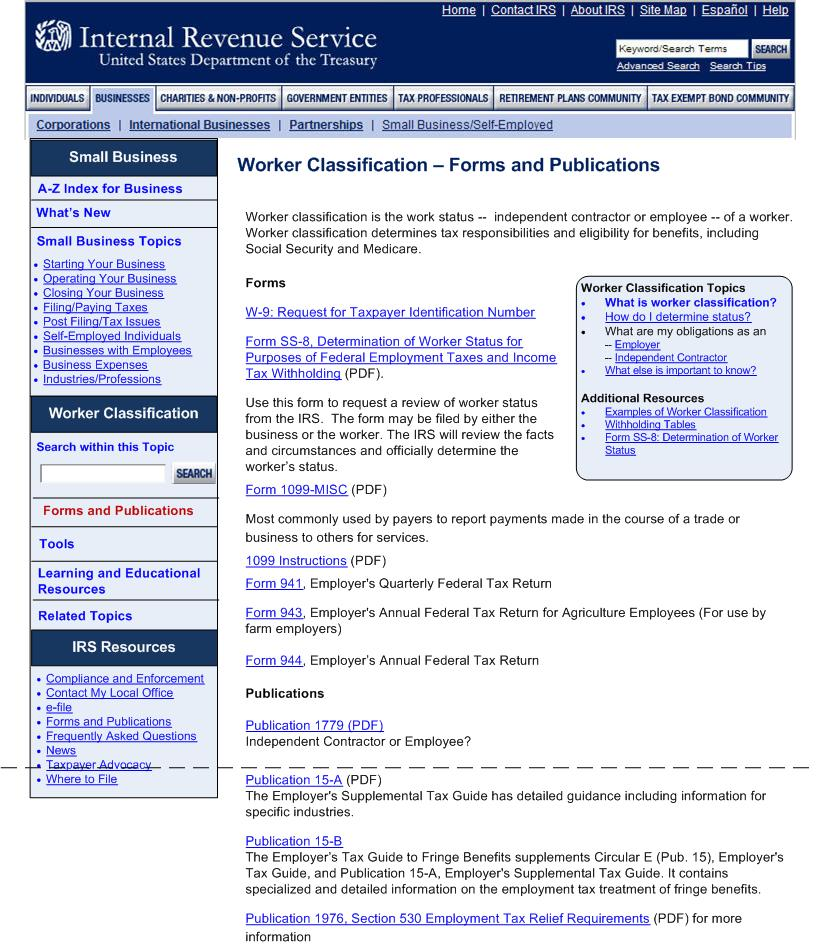 Home | Contact IRS | About IRS | Site Map | Español | Help
Internal Revenue Service
United States Department of the Treasury
Keyword/Search Terms SEARCH
Advanced Search Search Tips
INDIVIDUALS BUSINESSES CHARITIES & NON-PROFITS GOVERNMENT ENTITIES TAX PROFESSIONALS RETIREMENT PLANS COMMUNITY TAX EXEMPT BOND COMMUNITY
Corporations | International Businesses | Partnerships | Small Business/Self-Employed
Small Business
A-Z Index for Business
What's New
Small Business Topics
• Starting Your Business
• Operating Your Business
• Closing Your Business
• Filing/Paying Taxes
• Post Filing/Tax Issues
• Self-Employed Individuals
• Businesses with Employees
• Business Expenses
• Industries/Professions
Worker Classification
Search within this Topic
SEARCH
Forms and Publications
Tools
Learning and Educational
Resources
Related Topics
IRS Resources
• Compliance and Enforcement
• Contact My Local Office
• e-file
• Forms and Publications
• Frequently Asked Questions
• News
• Taxpayer Advocacy
• Where to File
Worker Classification – Forms and Publications
Worker classification is the work status -- independent contractor or employee -- of a worker.
Worker classification determines tax responsibilities and eligibility for benefits, including
Social Security and Medicare.
Forms
W-9: Request for Taxpayer Identification Number
Form SS-8, Determination of Worker Status for
Purposes of Federal Employment Taxes and Income
Tax Withholding (PDF).
Use this form to request a review of worker status
from the IRS. The form may be filed by either the
business or the worker. The IRS will review the facts
and circumstances and officially determine the
worker's status.
Form 1099-MISC (PDF)
Most commonly used by payers to report payments made in the course of a trade or
business to others for services.
1099 Instructions (PDF)
Form 941, Employer's Quarterly Federal Tax Return
Form 943, Employer's Annual Federal Tax Return for Agriculture Employees (For use by
farm employers)
Form 944, Employer's Annual Federal Tax Return
Publications
Publication 1779 (PDF)
Independent Contractor or Employee?
Publication 15-A (PDF)
The Employer's Supplemental Tax Guide has detailed guidance including information for
specific industries.
Publication 15-B
The Employer's Tax Guide to Fringe Benefits supplements Circular E (Pub. 15), Employer's
Tax Guide, and Publication 15-A, Employer's Supplemental Tax Guide. It contains
specialized and detailed information on the employment tax treatment of fringe benefits.
Publication 1976, Section 530 Employment Tax Relief Requirements (PDF) for more
information
Worker Classification Topics
• What is worker classification?
• How do I determine status?
• What are my obligations as an
-- Employer
-- Independent Contractor
• What else is important to know?
Additional Resources
• Examples of Worker Classification
• Withholding Tables
• Form SS-8: Determination of Worker
Status